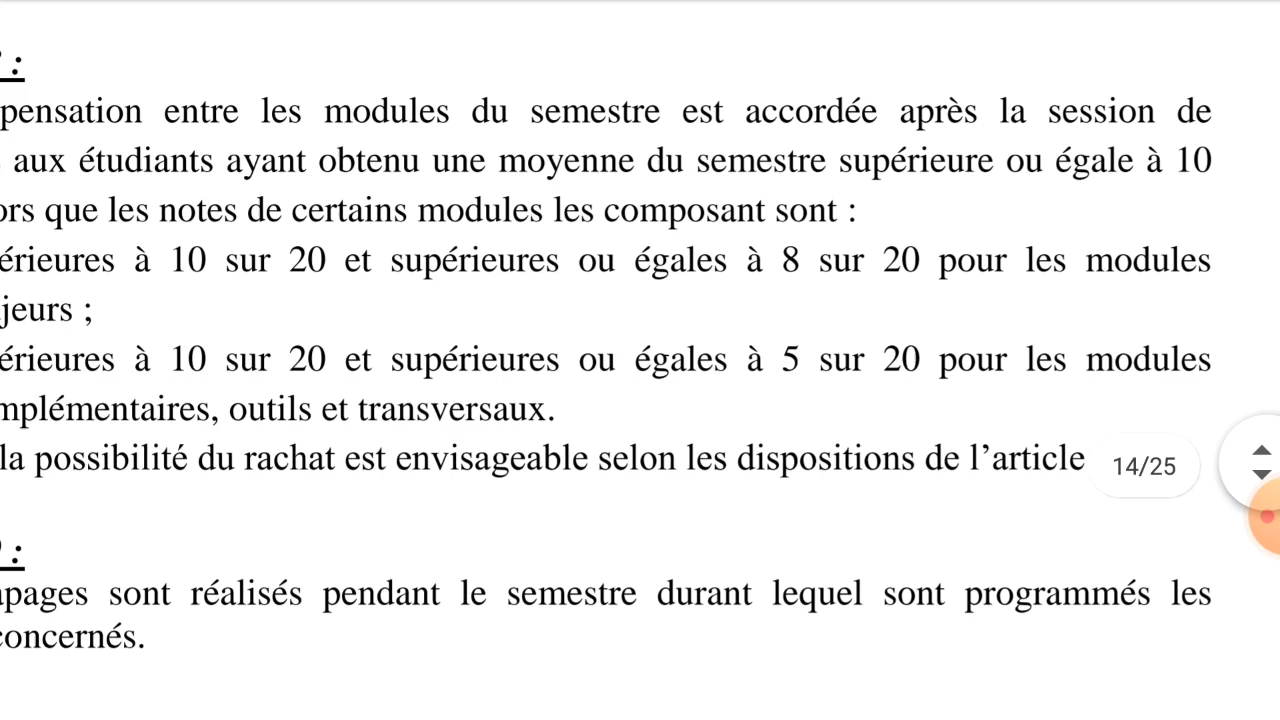 :
pensation entre les modules du semestre est accordée après la session de
aux étudiants ayant obtenu une moyenne du semestre supérieure ou égale à 10
ors que les notes de certains modules les composant sont :
érieures à 10 sur 20 et supérieures ou égales à 8 sur 20 pour les modules
jeurs ;
érieures à 10 sur 20 et supérieures ou égales à 5 sur 20 pour les modules
mplémentaires, outils et transversaux.
la possibilité du rachat est envisageable selon les dispositions de l’article
14/25
:
apages sont réalisés pendant le semestre durant lequel sont programmés les
concernés.